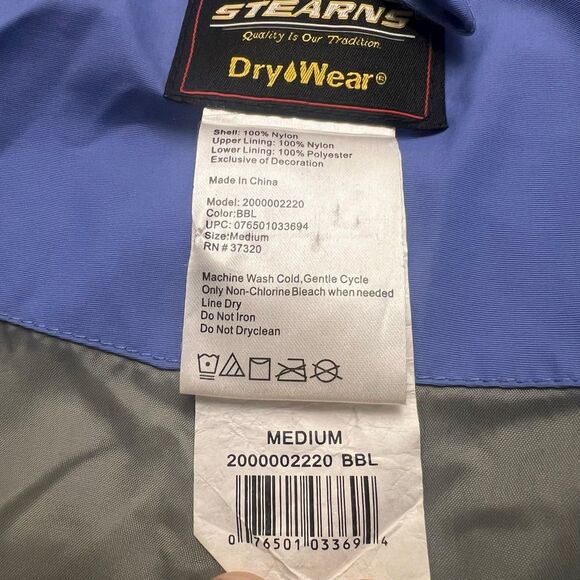 STEARNS
Quality Is Our Tradition.
Dry Wear®
Shell: 100% Nylon
Upper Lining: 100% Nylon
Lower Lining: 100% Polyester
Exclusive of Decoration
Made in China
Model: 2000002220
Color:BBL
UPC: 076501033694
Size:Medium
RN # 37320
Machine Wash Cold,Gentle Cycle
Only Non-Chlorine Bleach when needed
Line Dry
Do Not Iron
Do Not Dryclean
MEDIUM
2000002220 BBL
0 76501 03369 4